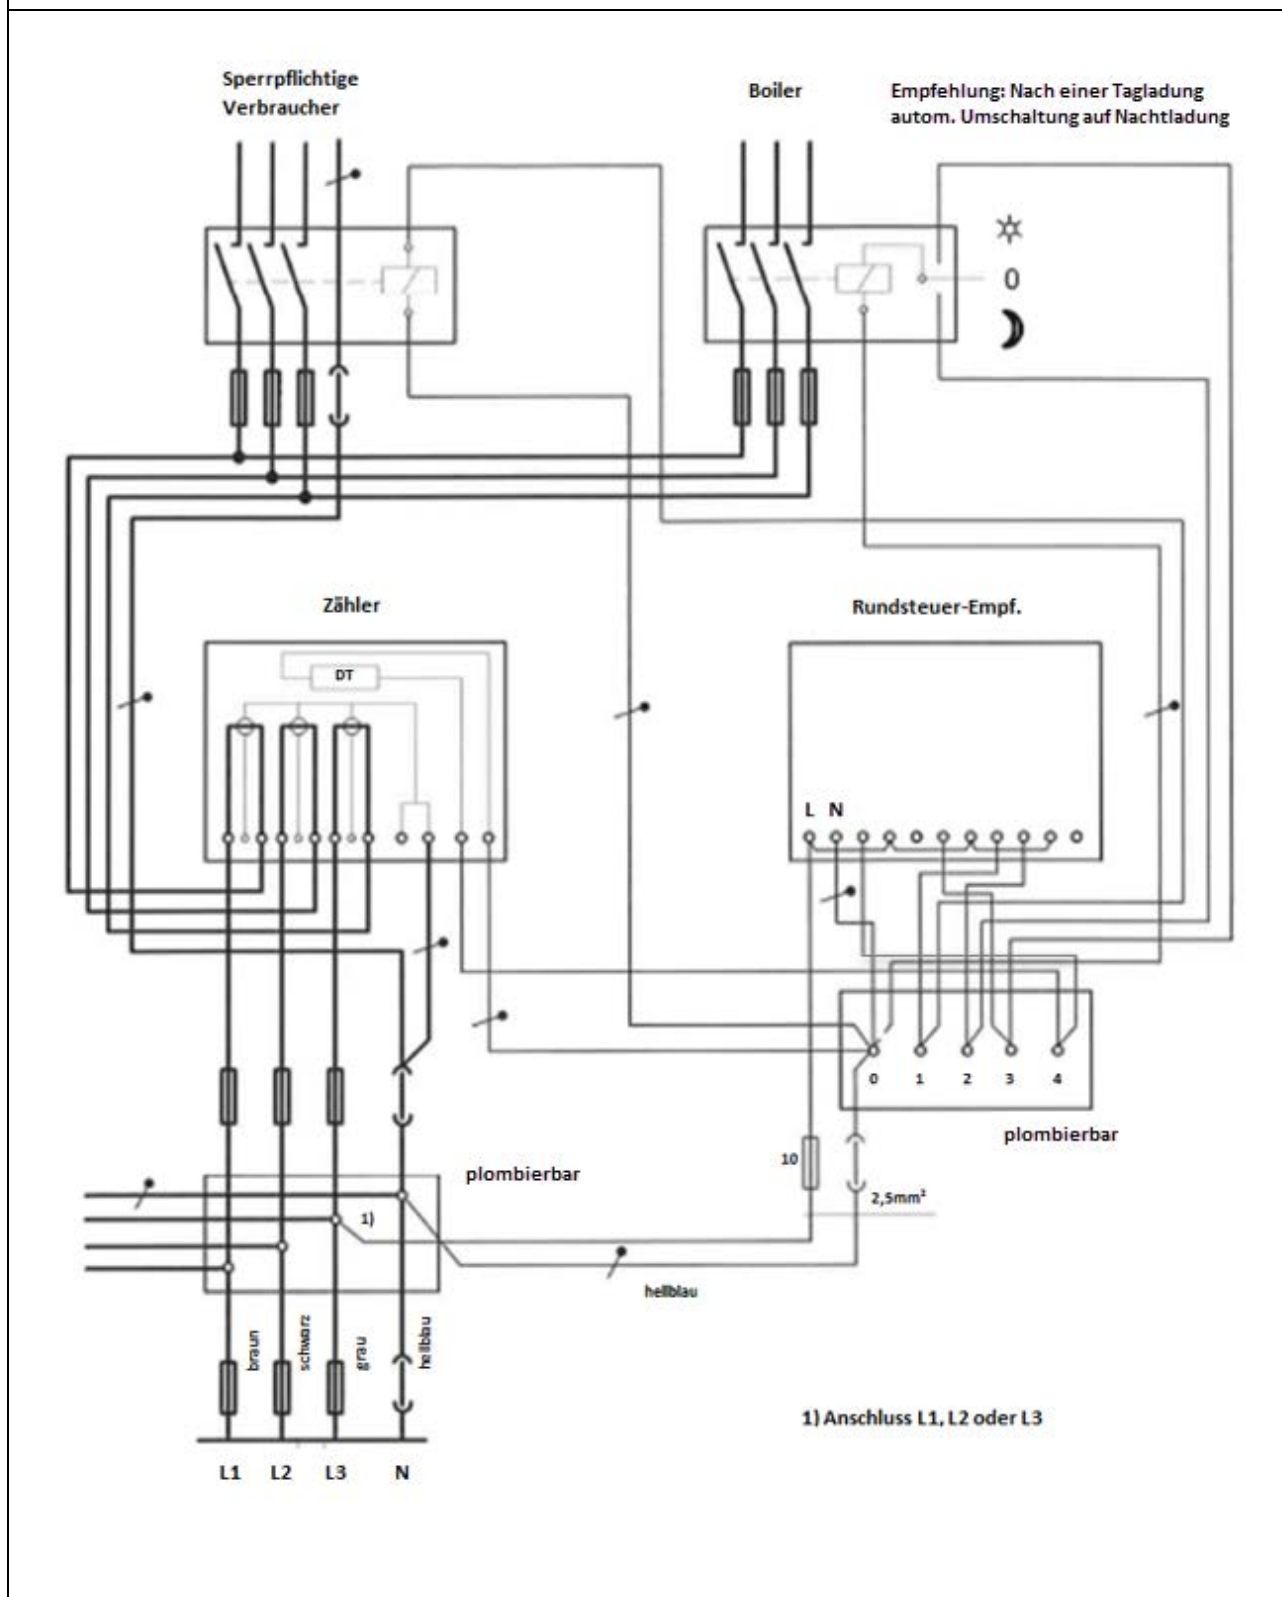 Sperrpflichtige
Verbraucher
Boiler
Empfehlung: Nach einer Tagladung
autom. Umschaltung auf Nachtladung
0
Zähler
Rundsteuer-Empf.
DT
L N
0 1 2 3 4
plombierbar
10
plombierbar
2,5mm²
1)
hellblau
braun
schwarz
grau
hellblau
1) Anschluss L1, L2 oder L3
L1 L2 L3 N